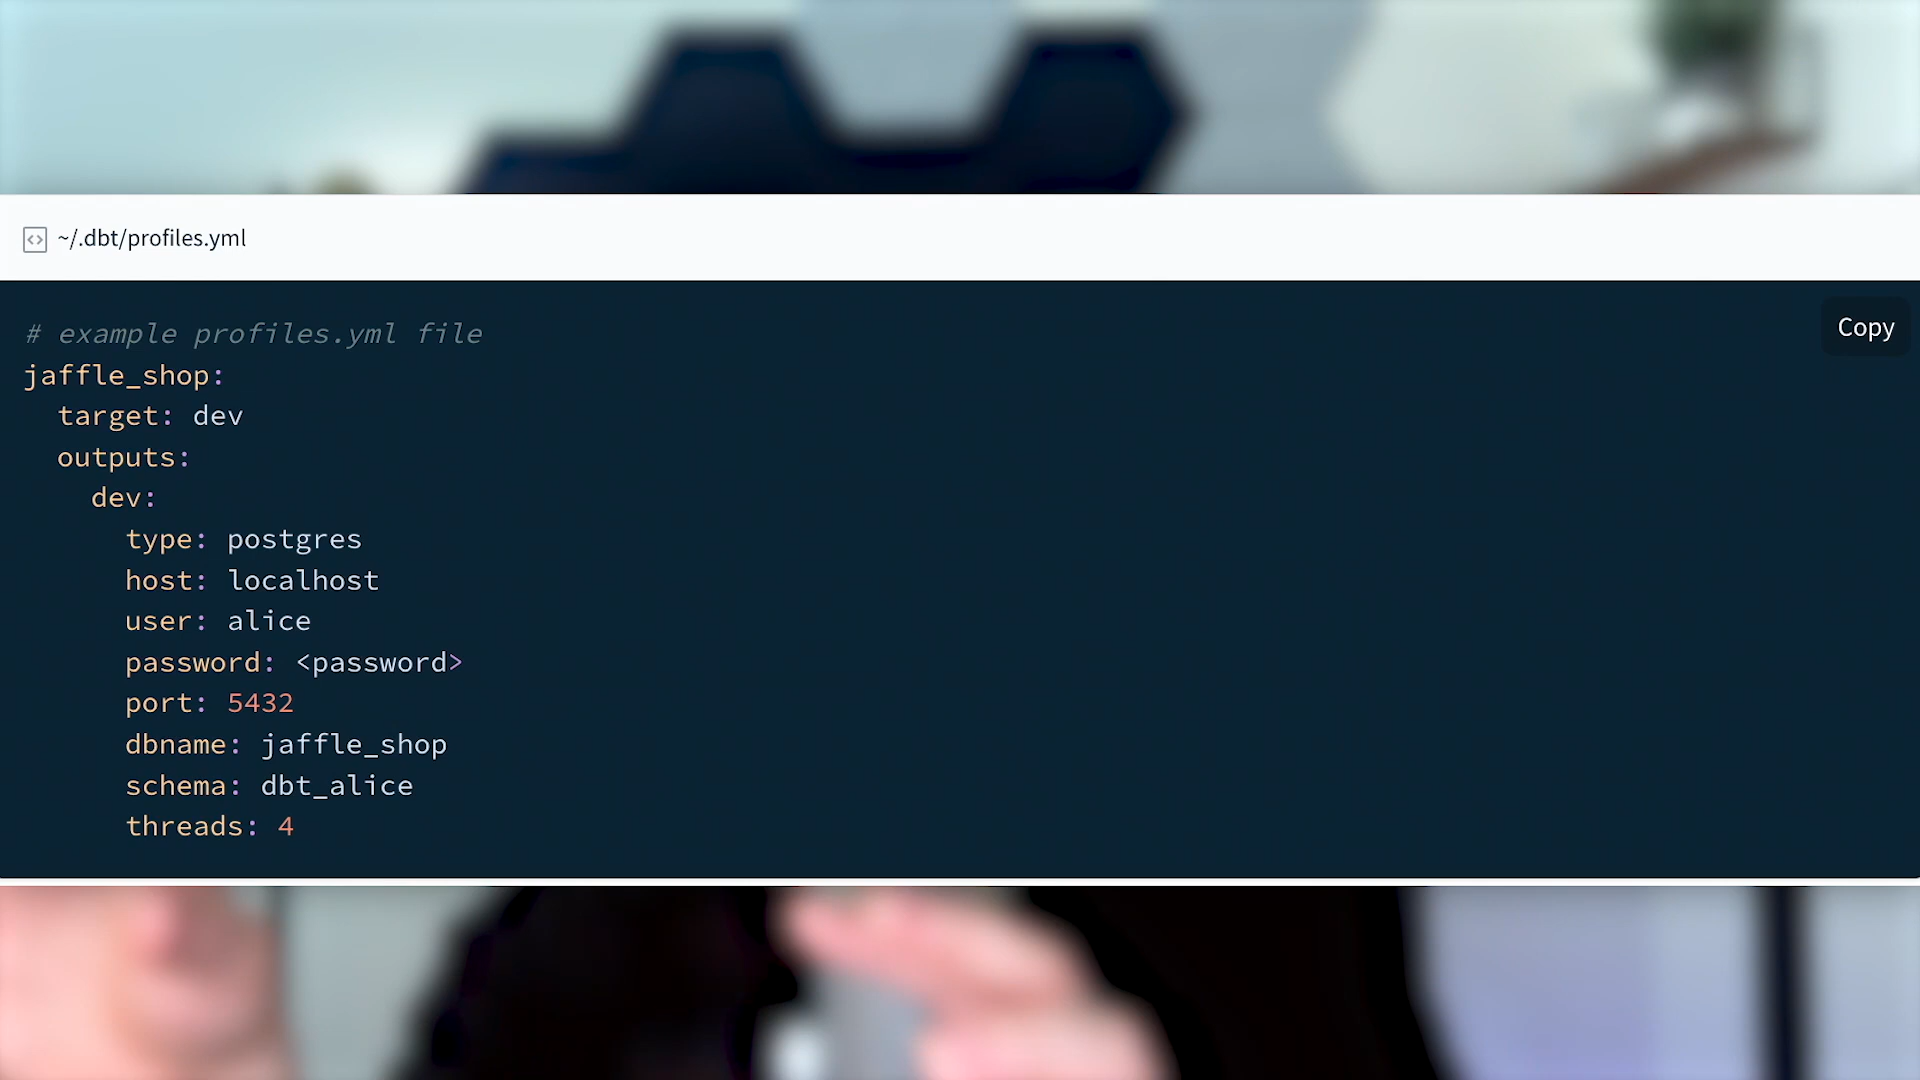 ~/.dbt/profiles.yml
Copy
# example profiles.yml file
jaffle_shop:
  target: dev
  outputs:
    dev:
      type: postgres
      host: localhost
      user: alice
      password: <password>
      port: 5432
      dbname: jaffle_shop
      schema: dbt_alice
      threads: 4